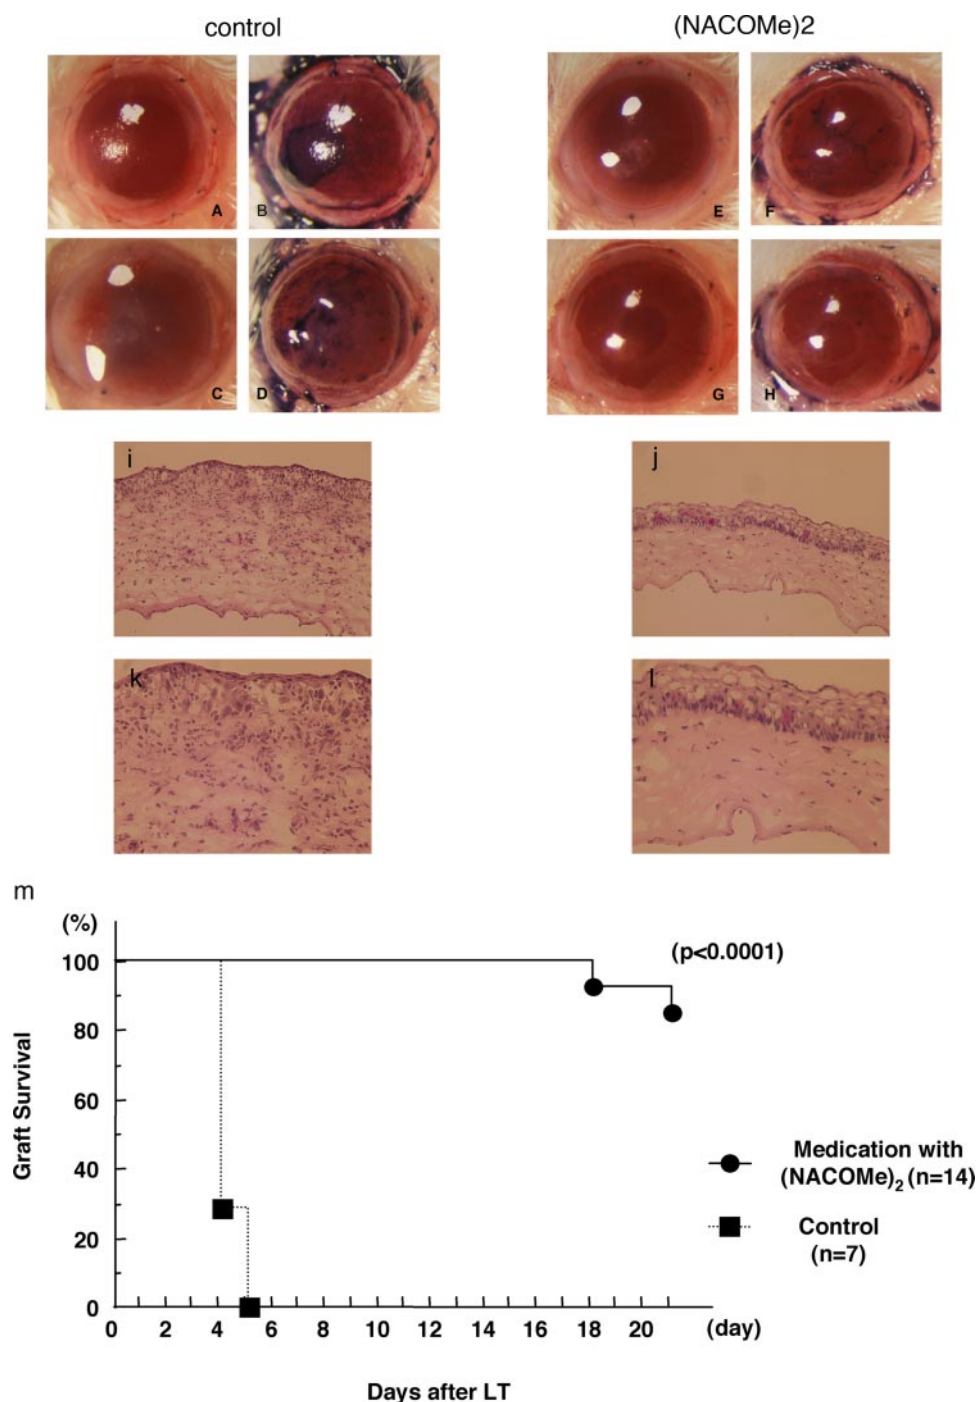 control
(NACOMe)2
A
B
E
F
C
D
G
H
i
j
k
l
m
(%)
100
80
60
40
20
0
Graft Survival
(p<0.0001)
Medication with
(NACOMe)2 (n=14)
Control
(n=7)
0 2 4 6 8 10 12 14 16 18 20 (day)
Days after LT